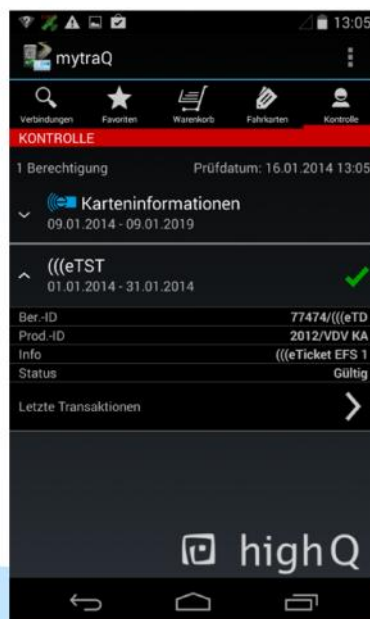 13:05
mytraQ
Verbindungen Favoriten Warenkorb Fahrkarten Kontrolle
KONTROLLE
1 Berechtigung Prüfdatum: 16.01.2014 13:05
Karteninformationen
09.01.2014 - 09.01.2019
(((eTST
01.01.2014 - 31.01.2014
Ber.-ID 77474/(((eTD
Prod.-ID 2012/VDV KA
Info (((eTicket EFS 1
Status Gültig
Letzte Transaktionen
highQ